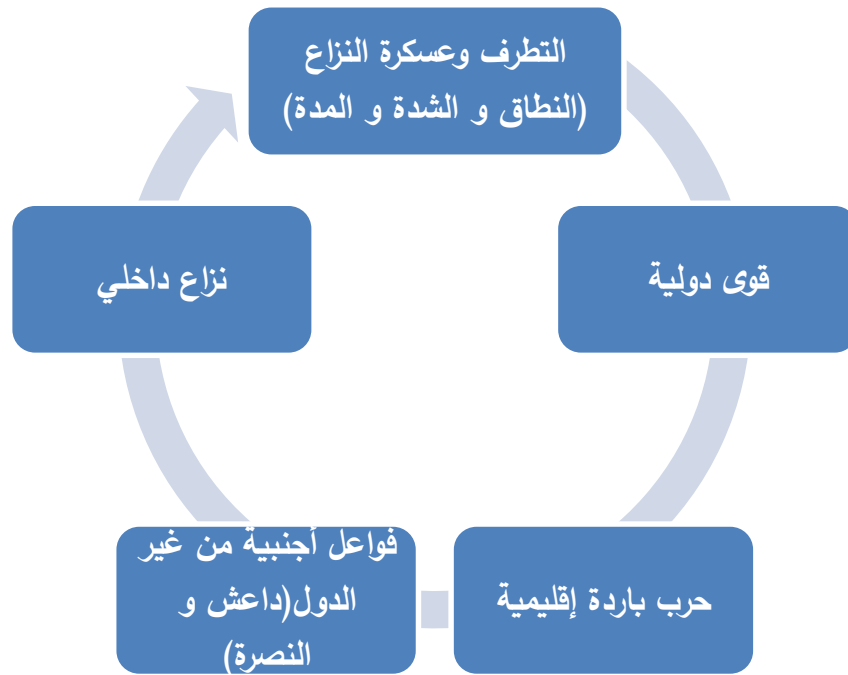 التطرف وعسكرة النزاع
(النطاق و الشدة و المدة)
قوى دولية
حرب باردة إقليمية
فواعل أجنبية من غير
الدول(داعش و
النصرة)
نزاع داخلي